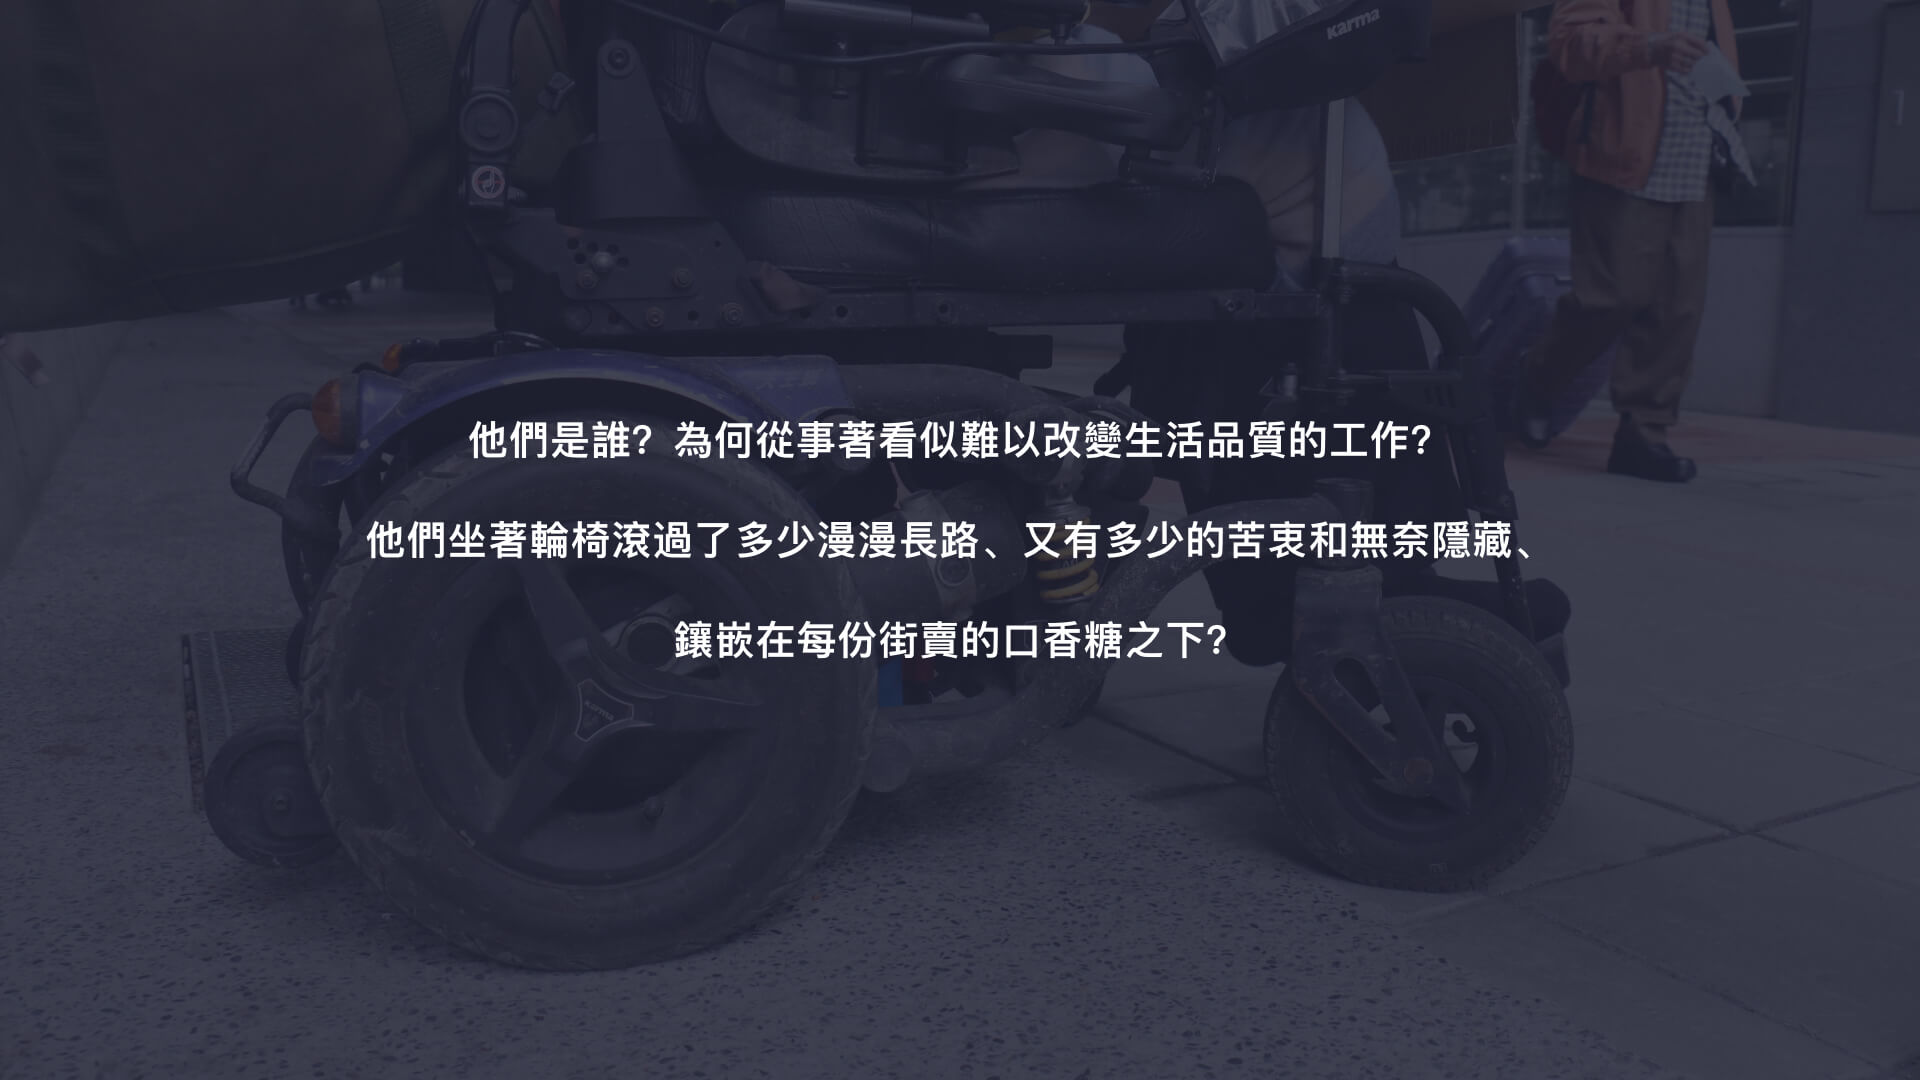 karma
他們是誰？為何從事著看似難以改變生活品質的工作？
他們坐著輪椅滾過了多少漫漫長路、又有多少的苦衷和無奈隱藏、
鑲嵌在每份街賣的口香糖之下？
karma